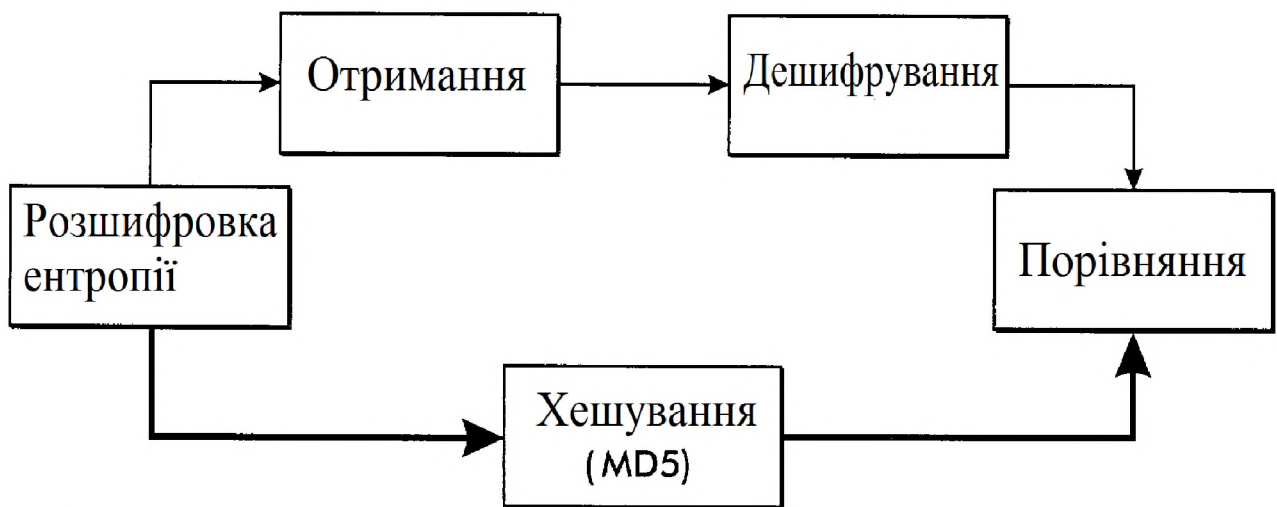 Отримання
Дешифрування
Розшифровка
ентропії
Порівняння
Хешування
(MD5)